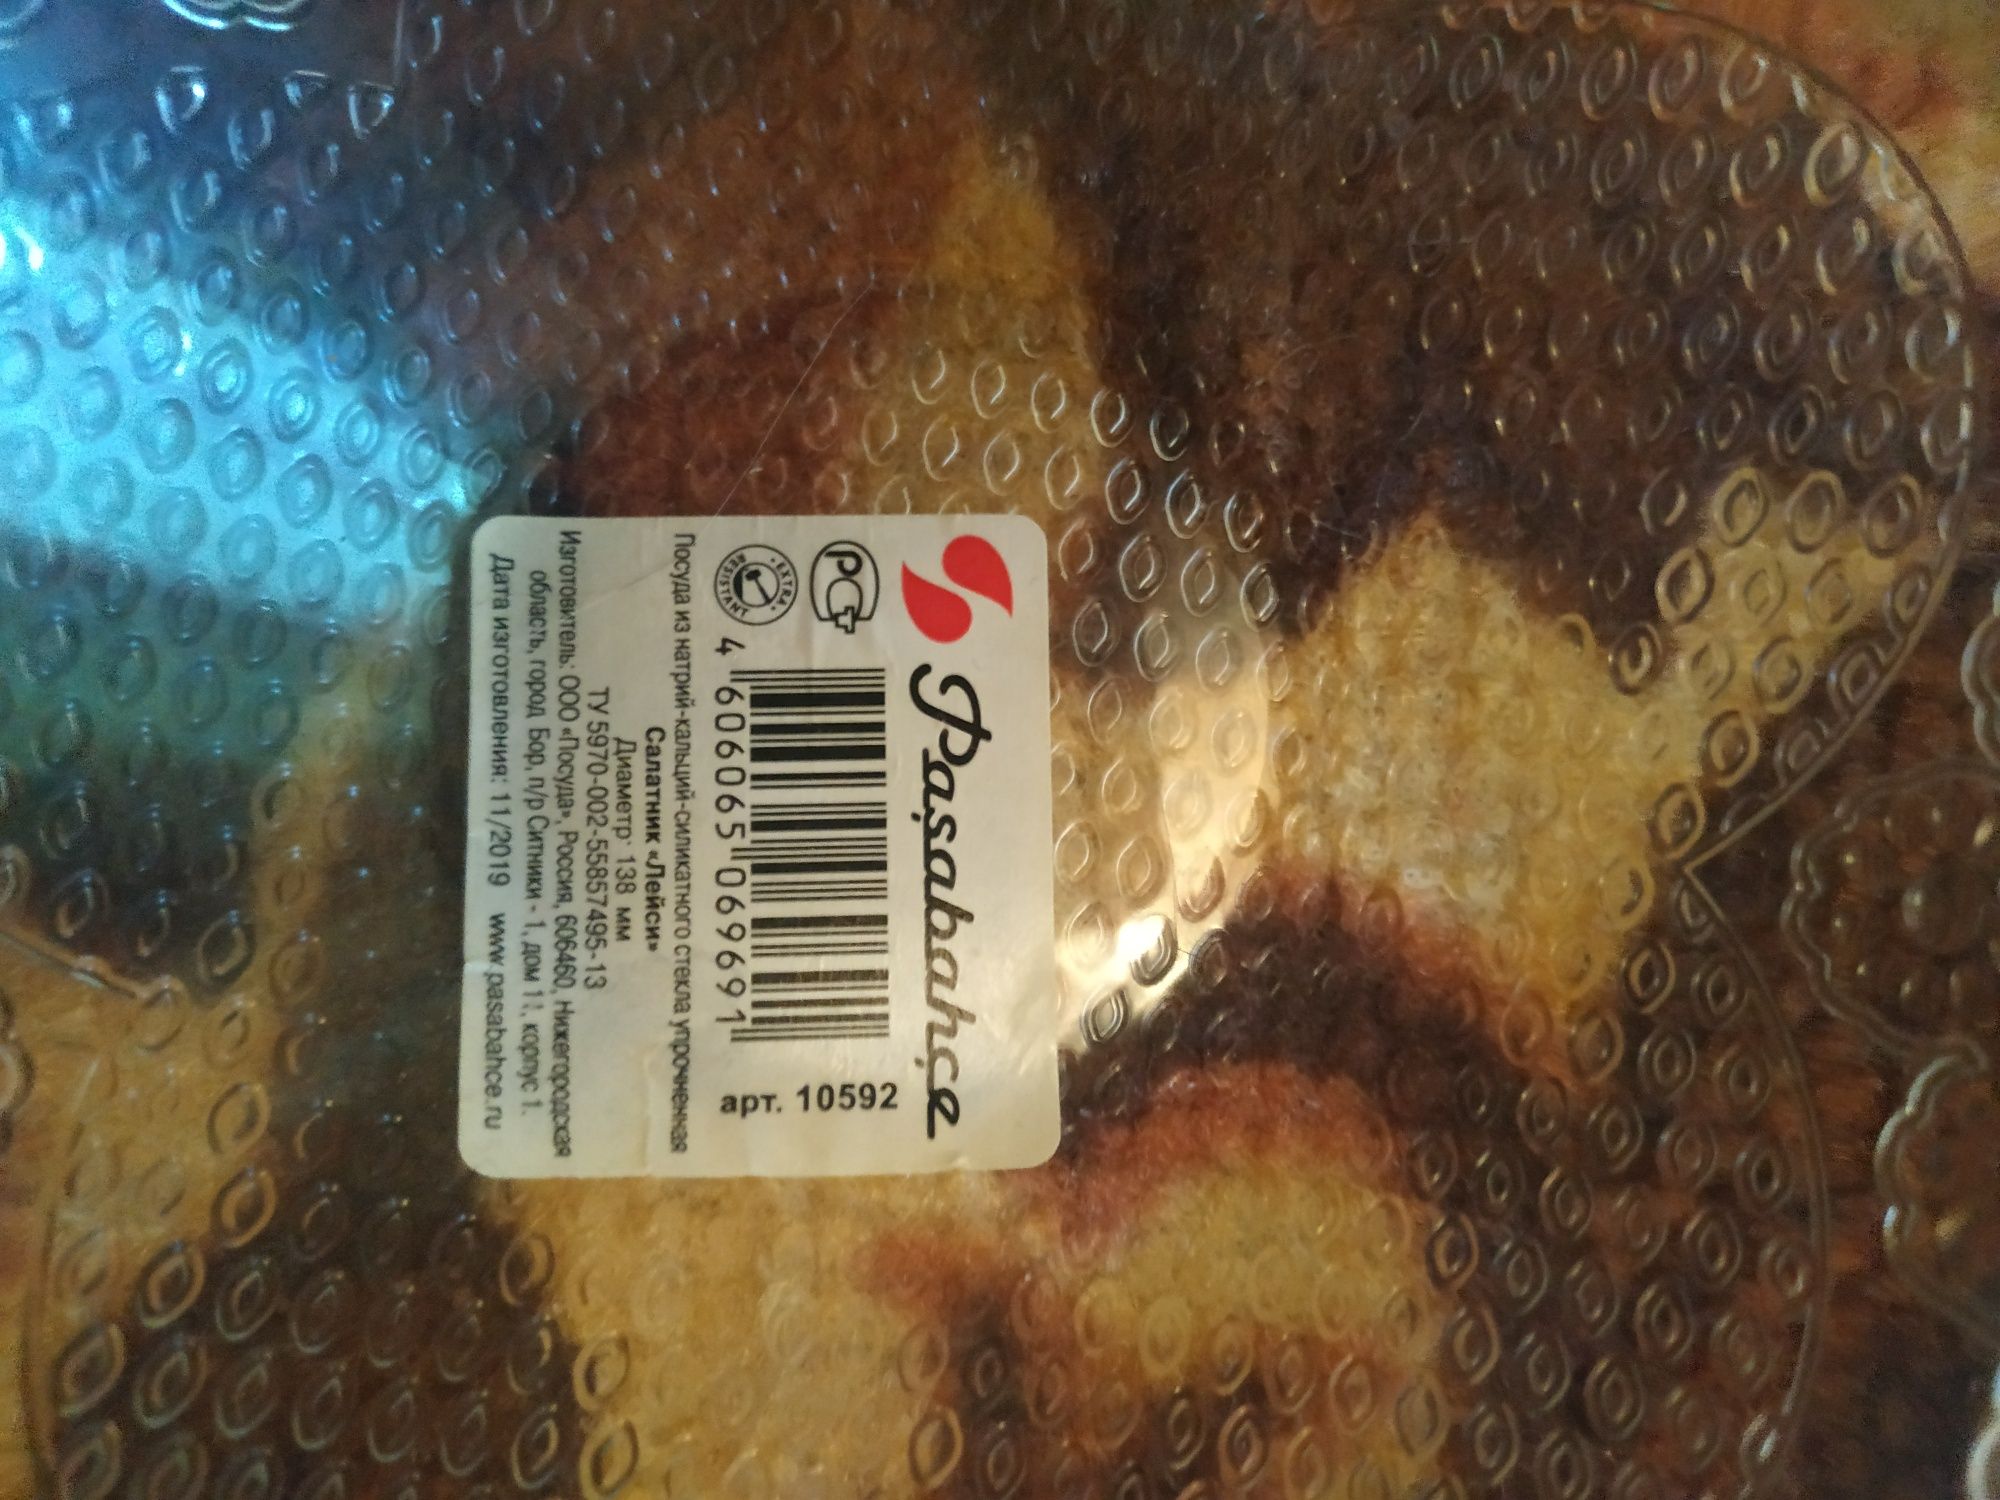 Paşabahçe
РСТ
EXTRA RESISTANT
арт. 10592
4 606065 069691
Посуда из натрий-кальций-силикатного стекла упрочненная
Салатник «Лейси»
Диаметр: 138 мм
ТУ 5970-002-55857495-13
Изготовитель: ООО «Посуда», Россия, 606460, Нижегородская
область, город Бор, п/р Ситники - 1, дом 11, корпус 1.
Дата изготовления: 11/2019 www.pasabahce.ru